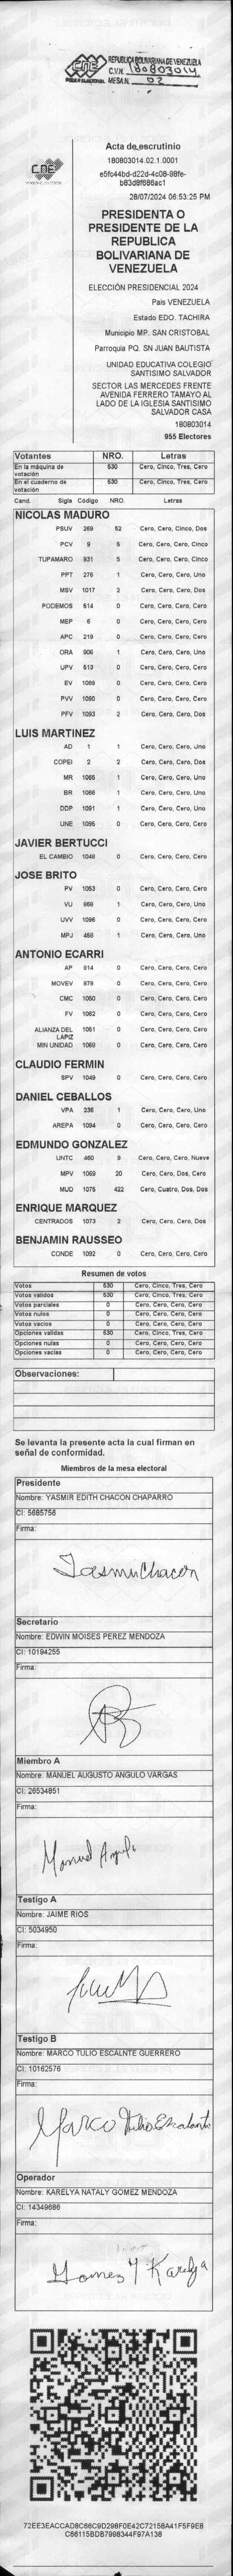 CNE
PODER ELECTORAL
REPUBLICA BOLIVARIANA DE VENEZUELA
C.V.N. 180803014
MESA N. 02
CNE
Acta de escrutinio
180803014.02.1.0001
e5fc44bd-d22d-4c08-98fe-
b83d8f686ac1
28/07/2024 06:53:25 PM
PRESIDENTA O
PRESIDENTE DE LA
REPUBLICA
BOLIVARIANA DE
VENEZUELA
ELECCIÓN PRESIDENCIAL 2024
País VENEZUELA
Estado EDO. TACHIRA
Municipio MP. SAN CRISTOBAL
Parroquia PQ. SN JUAN BAUTISTA
UNIDAD EDUCATIVA COLEGIO
SANTISIMO SALVADOR
SECTOR LAS MERCEDES FRENTE
AVENIDA FERRERO TAMAYO AL
LADO DE LA IGLESIA SANTISIMO
SALVADOR CASA
180803014
955 Electores
Votantes NRO. Letras
En la máquina de votación 530 Cero, Cinco, Tres, Cero
En el cuaderno de votación 530 Cero, Cinco, Tres, Cero
Cand. Sigla Código NRO. Letras
NICOLAS MADURO
PSUV 269 52 Cero, Cero, Cinco, Dos
PCV 9 5 Cero, Cero, Cero, Cinco
TUPAMARO 931 5 Cero, Cero, Cero, Cinco
PPT 276 1 Cero, Cero, Cero, Uno
MSV 1017 2 Cero, Cero, Cero, Dos
PODEMOS 514 0 Cero, Cero, Cero, Cero
MEP 6 0 Cero, Cero, Cero, Cero
APC 219 0 Cero, Cero, Cero, Cero
ORA 906 1 Cero, Cero, Cero, Uno
UPV 513 0 Cero, Cero, Cero, Cero
EV 1089 0 Cero, Cero, Cero, Cero
PVV 1090 0 Cero, Cero, Cero, Cero
PFV 1093 2 Cero, Cero, Cero, Dos
LUIS MARTINEZ
AD 1 1 Cero, Cero, Cero, Uno
COPEI 2 2 Cero, Cero, Cero, Dos
MR 1065 1 Cero, Cero, Cero, Uno
BR 1066 1 Cero, Cero, Cero, Uno
DDP 1091 1 Cero, Cero, Cero, Uno
UNE 1095 0 Cero, Cero, Cero, Cero
JAVIER BERTUCCI
EL CAMBIO 1048 0 Cero, Cero, Cero, Cero
JOSE BRITO
PV 1053 0 Cero, Cero, Cero, Cero
VU 868 1 Cero, Cero, Cero, Uno
UVV 1096 0 Cero, Cero, Cero, Cero
MPJ 458 1 Cero, Cero, Cero, Uno
ANTONIO ECARRI
AP 814 0 Cero, Cero, Cero, Cero
MOVEV 878 0 Cero, Cero, Cero, Cero
CMC 1050 0 Cero, Cero, Cero, Cero
FV 1062 0 Cero, Cero, Cero, Cero
ALIANZA DEL LAPIZ 1051 0 Cero, Cero, Cero, Cero
MIN UNIDAD 1068 0 Cero, Cero, Cero, Cero
CLAUDIO FERMIN
SPV 1049 0 Cero, Cero, Cero, Cero
DANIEL CEBALLOS
VPA 236 1 Cero, Cero, Cero, Uno
AREPA 1094 0 Cero, Cero, Cero, Cero
EDMUNDO GONZALEZ
UNTC 460 9 Cero, Cero, Cero, Nueve
MPV 1069 20 Cero, Cero, Dos, Cero
MUD 1075 422 Cero, Cuatro, Dos, Dos
ENRIQUE MARQUEZ
CENTRADOS 1073 2 Cero, Cero, Cero, Dos
BENJAMIN RAUSSEO
CONDE 1092 0 Cero, Cero, Cero, Cero
Resumen de votos
Votos 530 Cero, Cinco, Tres, Cero
Votos validos 530 Cero, Cinco, Tres, Cero
Votos parciales 0 Cero, Cero, Cero, Cero
Votos nulos 0 Cero, Cero, Cero, Cero
Votos vacios 0 Cero, Cero, Cero, Cero
Opciones validas 530 Cero, Cinco, Tres, Cero
Opciones nulas 0 Cero, Cero, Cero, Cero
Opciones vacias 0 Cero, Cero, Cero, Cero
Observaciones:
Se levanta la presente acta la cual firman en
señal de conformidad.
Miembros de la mesa electoral
Presidente
Nombre: YASMIR EDITH CHACON CHAPARRO
CI: 5685756
Firma:
Secretario
Nombre: EDWIN MOISES PEREZ MENDOZA
CI: 10194255
Firma:
Miembro A
Nombre: MANUEL AUGUSTO ANGULO VARGAS
CI: 26534851
Firma:
Manuel Angulo
Testigo A
Nombre: JAIME RIOS
CI: 5034950
Firma:
Testigo B
Nombre: MARCO TULIO ESCALNTE GUERRERO
CI: 10162576
Firma:
Marco Tulio Escalante
Operador
Nombre: KARELYA NATALY GOMEZ MENDOZA
CI: 14349686
Firma:
Gomez Y Karelya
72EE3EACCAD8C66C9D298F0E42C72158A41F5F9E8
C66115BDB7998344F97A138